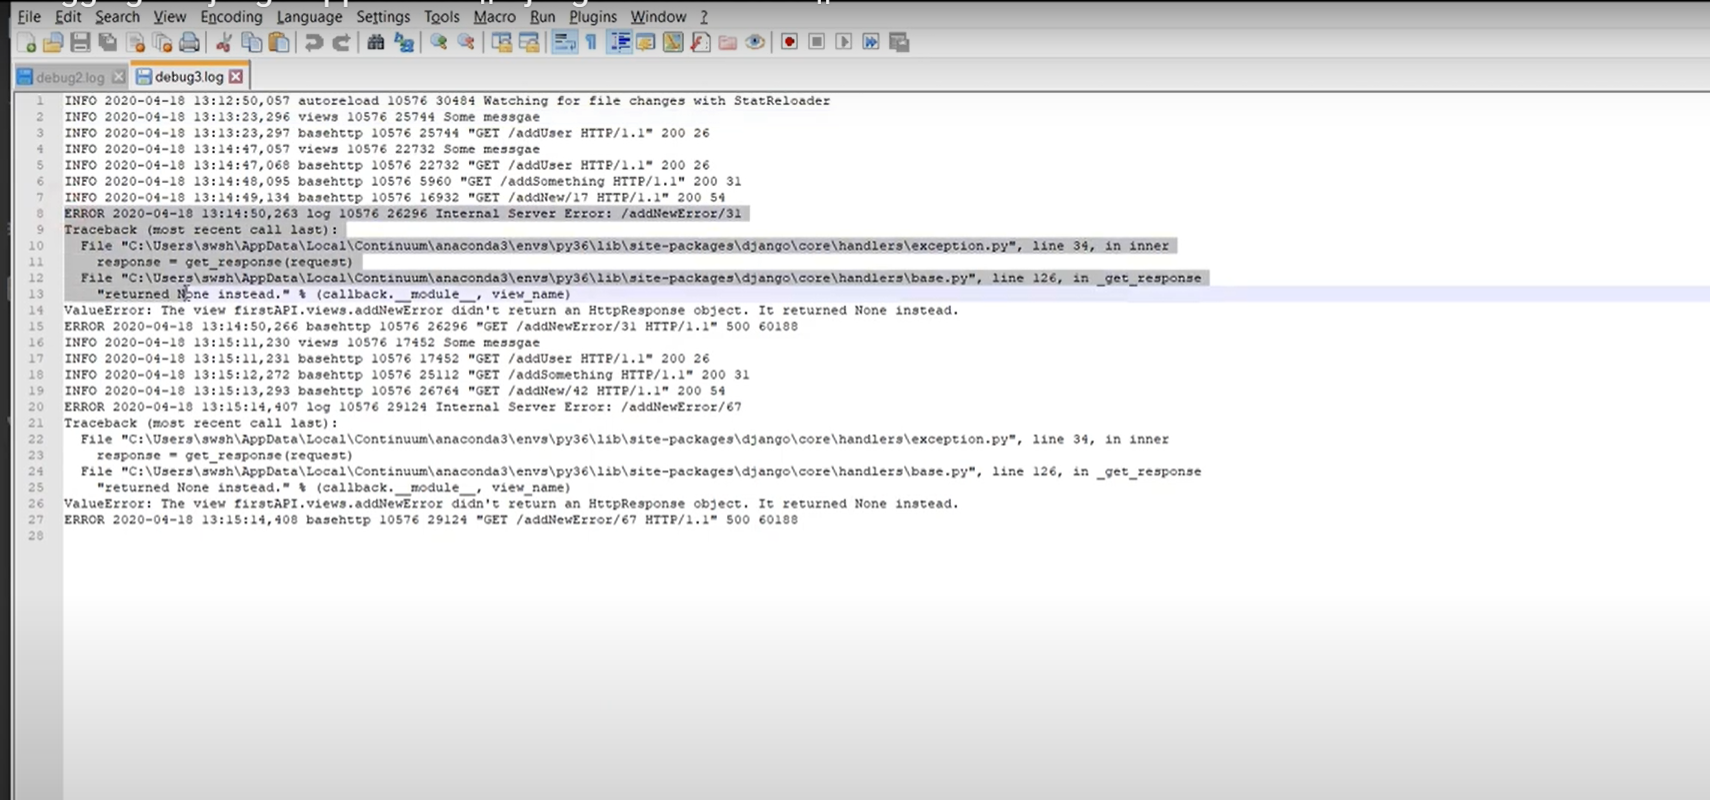 File Edit Search View Encoding Language Settings Tools Macro Run Plugins Window ?
debug2.log debug3.log
1 INFO 2020-04-18 13:12:50,057 autoreload 10576 30484 Watching for file changes with StatReloader
2 INFO 2020-04-18 13:13:23,296 views 10576 25744 Some messgae
3 INFO 2020-04-18 13:13:23,297 basehttp 10576 25744 "GET /addUser HTTP/1.1" 200 26
4 INFO 2020-04-18 13:14:47,057 views 10576 22732 Some messgae
5 INFO 2020-04-18 13:14:47,068 basehttp 10576 22732 "GET /addUser HTTP/1.1" 200 26
6 INFO 2020-04-18 13:14:48,095 basehttp 10576 5960 "GET /addSomething HTTP/1.1" 200 31
7 INFO 2020-04-18 13:14:49,134 basehttp 10576 16932 "GET /addNew/17 HTTP/1.1" 200 54
8 ERROR 2020-04-18 13:14:50,263 log 10576 26296 Internal Server Error: /addNewError/31
9 Traceback (most recent call last):
10 File "C:\Users\swsh\AppData\Local\Continuum\anaconda3\envs\py36\lib\site-packages\django\core\handlers\exception.py", line 34, in inner
11 response = get_response(request)
12 File "C:\Users\swsh\AppData\Local\Continuum\anaconda3\envs\py36\lib\site-packages\django\core\handlers\base.py", line 126, in _get_response
13 "returned None instead." % (callback.__module__, view_name)
14 ValueError: The view firstAPI.views.addNewError didn't return an HttpResponse object. It returned None instead.
15 ERROR 2020-04-18 13:14:50,266 basehttp 10576 26296 "GET /addNewError/31 HTTP/1.1" 500 60188
16 INFO 2020-04-18 13:15:11,230 views 10576 17452 Some messgae
17 INFO 2020-04-18 13:15:11,231 basehttp 10576 17452 "GET /addUser HTTP/1.1" 200 26
18 INFO 2020-04-18 13:15:12,272 basehttp 10576 25112 "GET /addSomething HTTP/1.1" 200 31
19 INFO 2020-04-18 13:15:13,293 basehttp 10576 26764 "GET /addNew/42 HTTP/1.1" 200 54
20 ERROR 2020-04-18 13:15:14,407 log 10576 29124 Internal Server Error: /addNewError/67
21 Traceback (most recent call last):
22 File "C:\Users\swsh\AppData\Local\Continuum\anaconda3\envs\py36\lib\site-packages\django\core\handlers\exception.py", line 34, in inner
23 response = get_response(request)
24 File "C:\Users\swsh\AppData\Local\Continuum\anaconda3\envs\py36\lib\site-packages\django\core\handlers\base.py", line 126, in _get_response
25 "returned None instead." % (callback.__module__, view_name)
26 ValueError: The view firstAPI.views.addNewError didn't return an HttpResponse object. It returned None instead.
27 ERROR 2020-04-18 13:15:14,408 basehttp 10576 29124 "GET /addNewError/67 HTTP/1.1" 500 60188
28